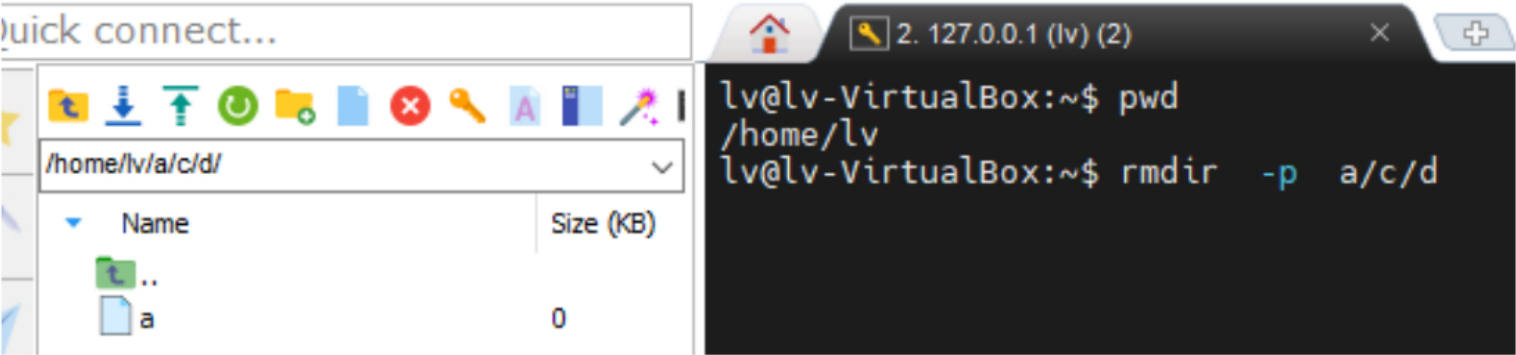 Quick connect...
2. 127.0.0.1 (lv) (2)
/home/lv/a/c/d/
Name Size (KB)
..
a 0
lv@lv-VirtualBox:~$ pwd
/home/lv
lv@lv-VirtualBox:~$ rmdir -p a/c/d